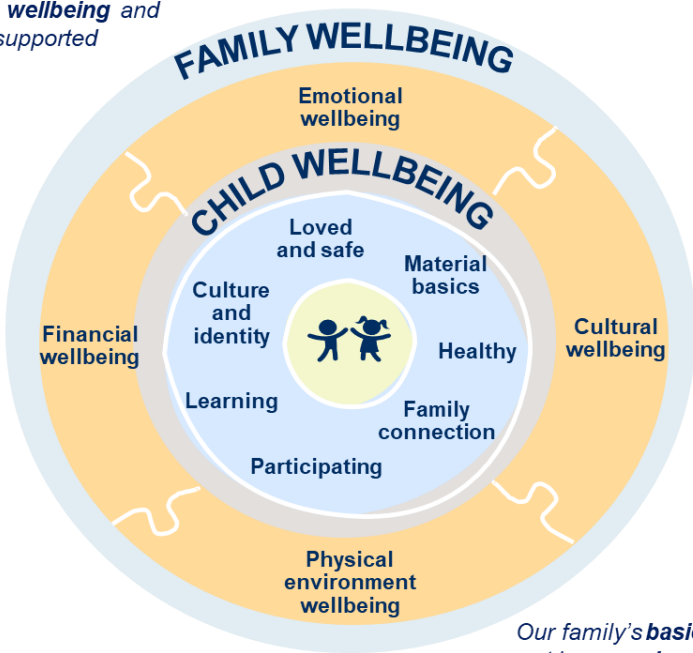 wellbeing and
supported
FAMILY WELLBEING
Emotional
wellbeing
CHILD WELLBEING
Loved
and safe
Material
basics
Culture
and
identity
Financial
wellbeing
Cultural
wellbeing
Healthy
Learning
Family
connection
Participating
Physical
environment
wellbeing
Our family's basic